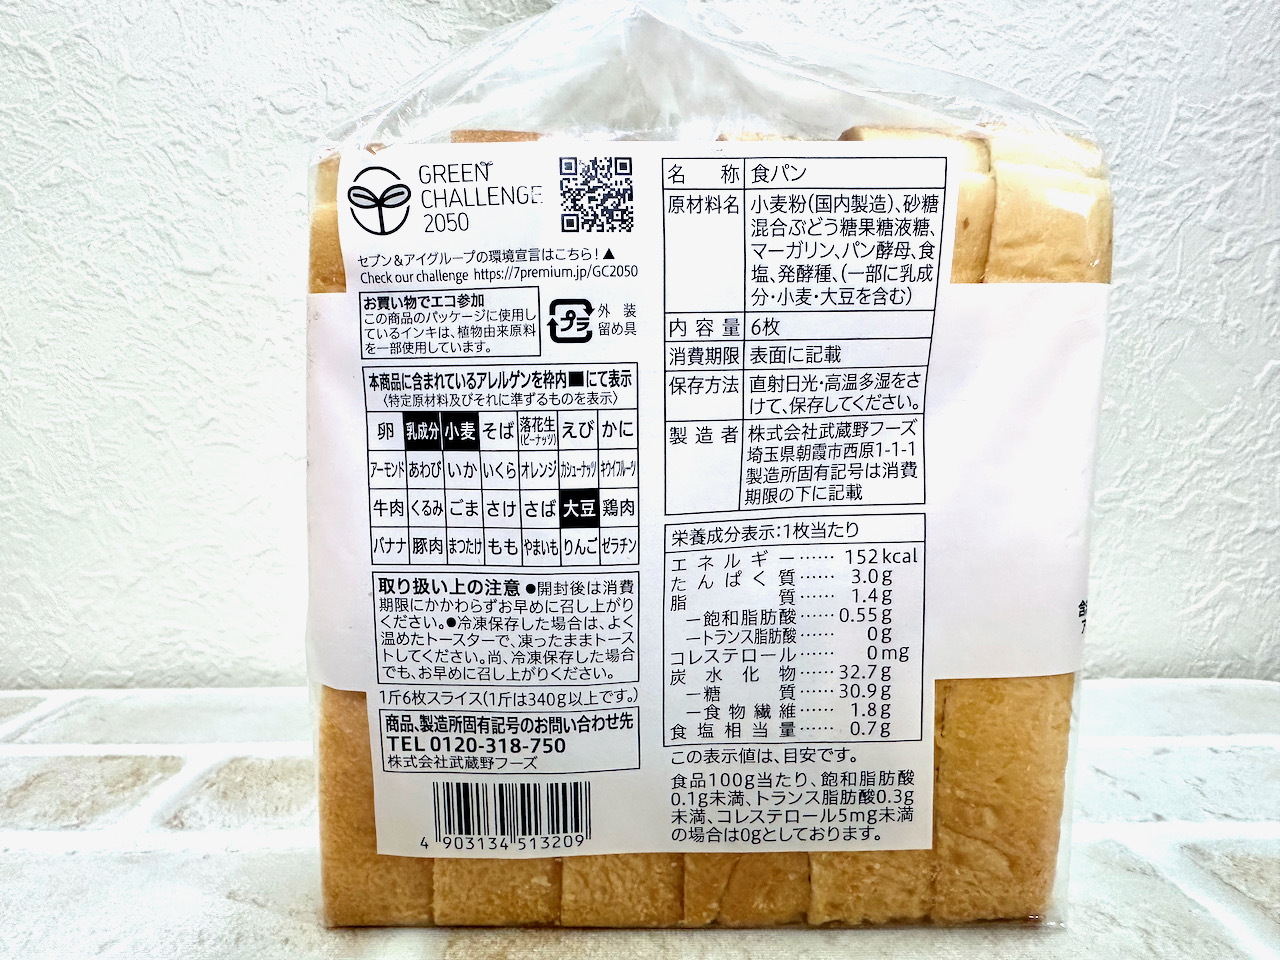 GREEN
CHALLENGE
2050
セブン&アイグループの環境宣言はこちら!▲
Check our challenge https://7premium.jp/GC2050
お買い物でエコ参加
この商品のパッケージに使用し
ているインキは、植物由来原料
を一部使用しています。
プラ
外装
留め具
本商品に含まれているアレルゲンを枠内■にて表示
〈特定原材料及びそれに準ずるものを表示〉
卵 乳成分 小麦 そば 落花生(ピーナッツ) えび かに
アーモンド あわび いか いくら オレンジ カシューナッツ キウイフルーツ
牛肉 くるみ ごま さけ さば 大豆 鶏肉
バナナ 豚肉 まつたけ もも やまいも りんご ゼラチン
取り扱い上の注意 ●開封後は消費
期限にかかわらずお早めに召し上がり
ください。●冷凍保存した場合は、よく
温めたトースターで、凍ったままトース
トしてください。尚、冷凍保存した場合
でも、お早めに召し上がりください。
1斤6枚スライス(1斤は340g以上です。)
商品、製造所固有記号のお問い合わせ先
TEL 0120-318-750
株式会社武蔵野フーズ
4 903134 513209
名称 食パン
原材料名 小麦粉(国内製造)、砂糖
混合ぶどう糖果糖液糖、
マーガリン、パン酵母、食
塩、発酵種、(一部に乳成
分・小麦・大豆を含む)
内容量 6枚
消費期限 表面に記載
保存方法 直射日光・高温多湿をさ
けて、保存してください。
製造者 株式会社武蔵野フーズ
埼玉県朝霞市西原1-1-1
製造所固有記号は消費
期限の下に記載
栄養成分表示:1枚当たり
エネルギー……152kcal
たんぱく質……3.0g
脂質……1.4g
―飽和脂肪酸……0.55g
―トランス脂肪酸……0g
コレステロール……0mg
炭水化物……32.7g
―糖質……30.9g
―食物繊維……1.8g
食塩相当量……0.7g
この表示値は、目安です。
食品100g当たり、飽和脂肪酸
0.1g未満、トランス脂肪酸0.3g
未満、コレステロール5mg未満
の場合は0gとしております。